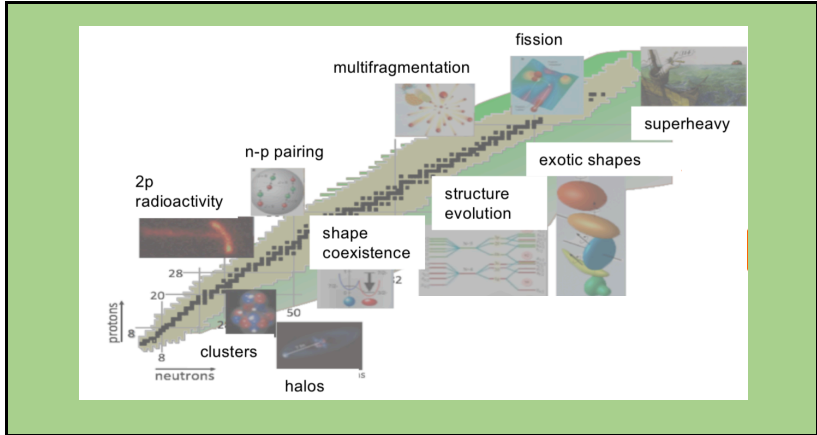 fission
multifragmentation
superheavy
n-p pairing
exotic shapes
2p
radioactivity
structure
evolution
shape
coexistence
28
20
50
protons
8
8
clusters
neutrons
halos